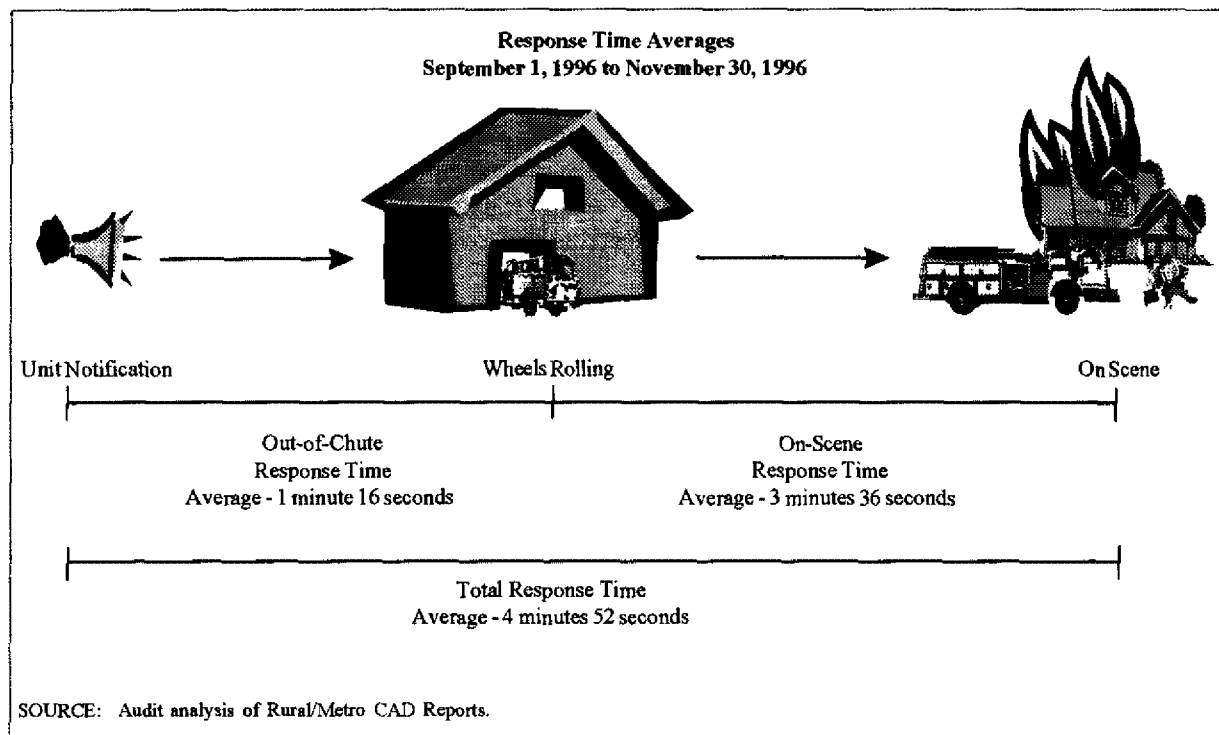 Response Time Averages
September 1, 1996 to November 30, 1996
Unit Notification
Wheels Rolling
On Scene
Out-of-Chute
Response Time
Average - 1 minute 16 seconds
On-Scene
Response Time
Average - 3 minutes 36 seconds
Total Response Time
Average - 4 minutes 52 seconds
SOURCE: Audit analysis of Rural/Metro CAD Reports.